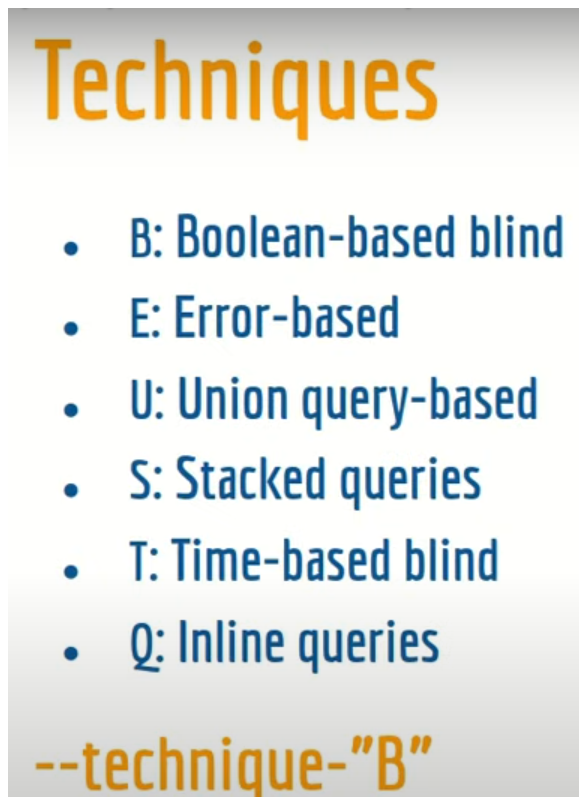 Techniques
• B: Boolean-based blind
• E: Error-based
• U: Union query-based
• S: Stacked queries
• T: Time-based blind
• Q: Inline queries
--technique-"B"